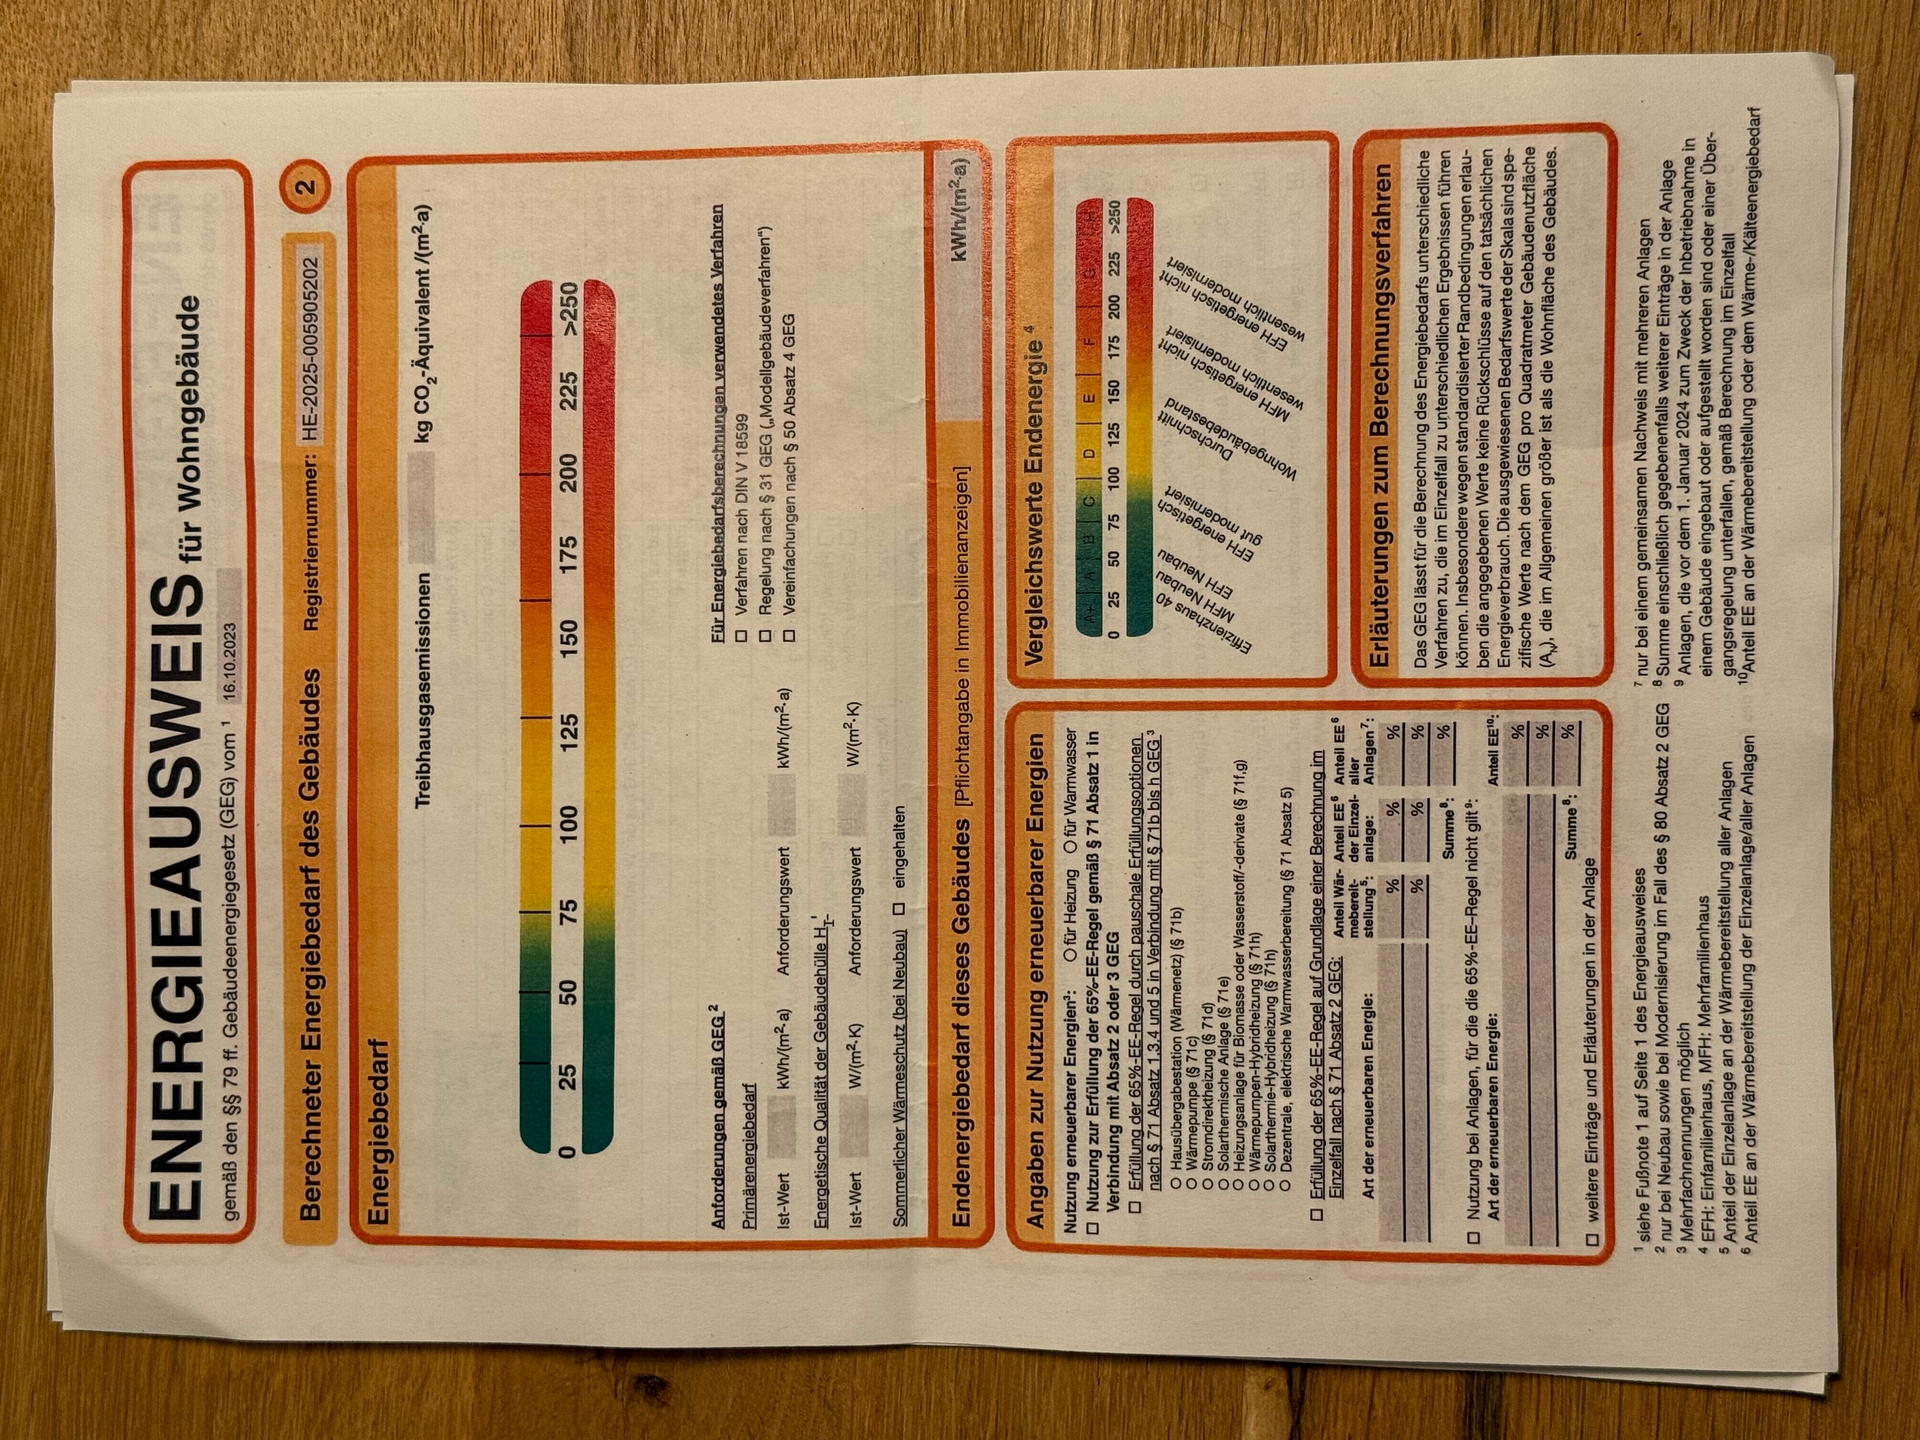 ENERGIEAUSWEIS für Wohngebäude
gemäß den §§ 79 ff. Gebäudeenergiegesetz (GEG) vom ¹ 16.10.2023
Berechneter Energiebedarf des Gebäudes Registriernummer: HE-2025-005905202 2
Energiebedarf
Treibhausgasemissionen kg CO₂-Äquivalent /(m²·a)
0 25 50 75 100 125 150 175 200 225 >250
Anforderungen gemäß GEG ²
Primärenergiebedarf
Ist-Wert kWh/(m²·a) Anforderungswert kWh/(m²·a)
Energetische Qualität der Gebäudehülle H_T'
Ist-Wert W/(m²·K) Anforderungswert W/(m²·K)
Sommerlicher Wärmeschutz (bei Neubau) ☐ eingehalten
Für Energiebedarfsberechnungen verwendetes Verfahren
☐ Verfahren nach DIN V 18599
☐ Regelung nach § 31 GEG („Modellgebäudeverfahren“)
☐ Vereinfachungen nach § 50 Absatz 4 GEG
Endenergiebedarf dieses Gebäudes [Pflichtangabe in Immobilienanzeigen] kWh/(m²·a)
Angaben zur Nutzung erneuerbarer Energien
Nutzung erneuerbarer Energien³: ○ für Heizung ○ für Warmwasser
☐ Nutzung zur Erfüllung der 65%-EE-Regel gemäß § 71 Absatz 1 in
Verbindung mit Absatz 2 oder 3 GEG
☐ Erfüllung der 65%-EE-Regel durch pauschale Erfüllungsoptionen
nach § 71 Absatz 1,3,4 und 5 in Verbindung mit § 71b bis h GEG ³
○ Hausübergabestation (Wärmenetz) (§ 71b)
○ Wärmepumpe (§ 71c)
○ Stromdirektheizung (§ 71d)
○ Solarthermische Anlage (§ 71e)
○ Heizungsanlage für Biomasse oder Wasserstoff/-derivate (§ 71f,g)
○ Wärmepumpen-Hybridheizung (§ 71h)
○ Solarthermie-Hybridheizung (§ 71h)
○ Dezentrale, elektrische Warmwasserbereitung (§ 71 Absatz 5)
☐ Erfüllung der 65%-EE-Regel auf Grundlage einer Berechnung im
Einzelfall nach § 71 Absatz 2 GEG:
Anteil Wär- Anteil EE⁶ Anteil EE⁶
mebereit- der Einzel- aller
Art der erneuerbaren Energie: stellung⁵: anlage: Anlagen⁷:
% % %
% % %
Summe⁸: %
☐ Nutzung bei Anlagen, für die die 65%-EE-Regel nicht gilt ⁹:
Art der erneuerbaren Energie: Anteil EE¹⁰:
%
%
Summe⁸: %
☐ weitere Einträge und Erläuterungen in der Anlage
Vergleichswerte Endenergie ⁴
A+ A B C D E F G H
0 25 50 75 100 125 150 175 200 225 >250
Effizienzhaus 40
MFH Neubau
EFH Neubau
EFH energetisch
gut modernisiert
Durchschnitt
Wohngebäudebestand
MFH energetisch nicht
wesentlich modernisiert
EFH energetisch nicht
wesentlich modernisiert
Erläuterungen zum Berechnungsverfahren
Das GEG lässt für die Berechnung des Energiebedarfs unterschiedliche
Verfahren zu, die im Einzelfall zu unterschiedlichen Ergebnissen führen
können. Insbesondere wegen standardisierter Randbedingungen erlau-
ben die angegebenen Werte keine Rückschlüsse auf den tatsächlichen
Energieverbrauch. Die ausgewiesenen Bedarfswerte der Skala sind spe-
zifische Werte nach dem GEG pro Quadratmeter Gebäudenutzfläche
(A_N), die im Allgemeinen größer ist als die Wohnfläche des Gebäudes.
¹ siehe Fußnote 1 auf Seite 1 des Energieausweises
² nur bei Neubau sowie bei Modernisierung im Fall des § 80 Absatz 2 GEG
³ Mehrfachnennungen möglich
⁴ EFH: Einfamilienhaus, MFH: Mehrfamilienhaus
⁵ Anteil der Einzelanlage an der Wärmebereitstellung aller Anlagen
⁶ Anteil EE an der Wärmebereitstellung der Einzelanlage/aller Anlagen
⁷ nur bei einem gemeinsamen Nachweis mit mehreren Anlagen
⁸ Summe einschließlich gegebenenfalls weiterer Einträge in der Anlage
⁹ Anlagen, die vor dem 1. Januar 2024 zum Zweck der Inbetriebnahme in
einem Gebäude eingebaut oder aufgestellt worden sind oder einer Über-
gangsregelung unterfallen, gemäß Berechnung im Einzelfall
¹⁰ Anteil EE an der Wärmebereitstellung oder dem Wärme-/Kälteenergiebedarf